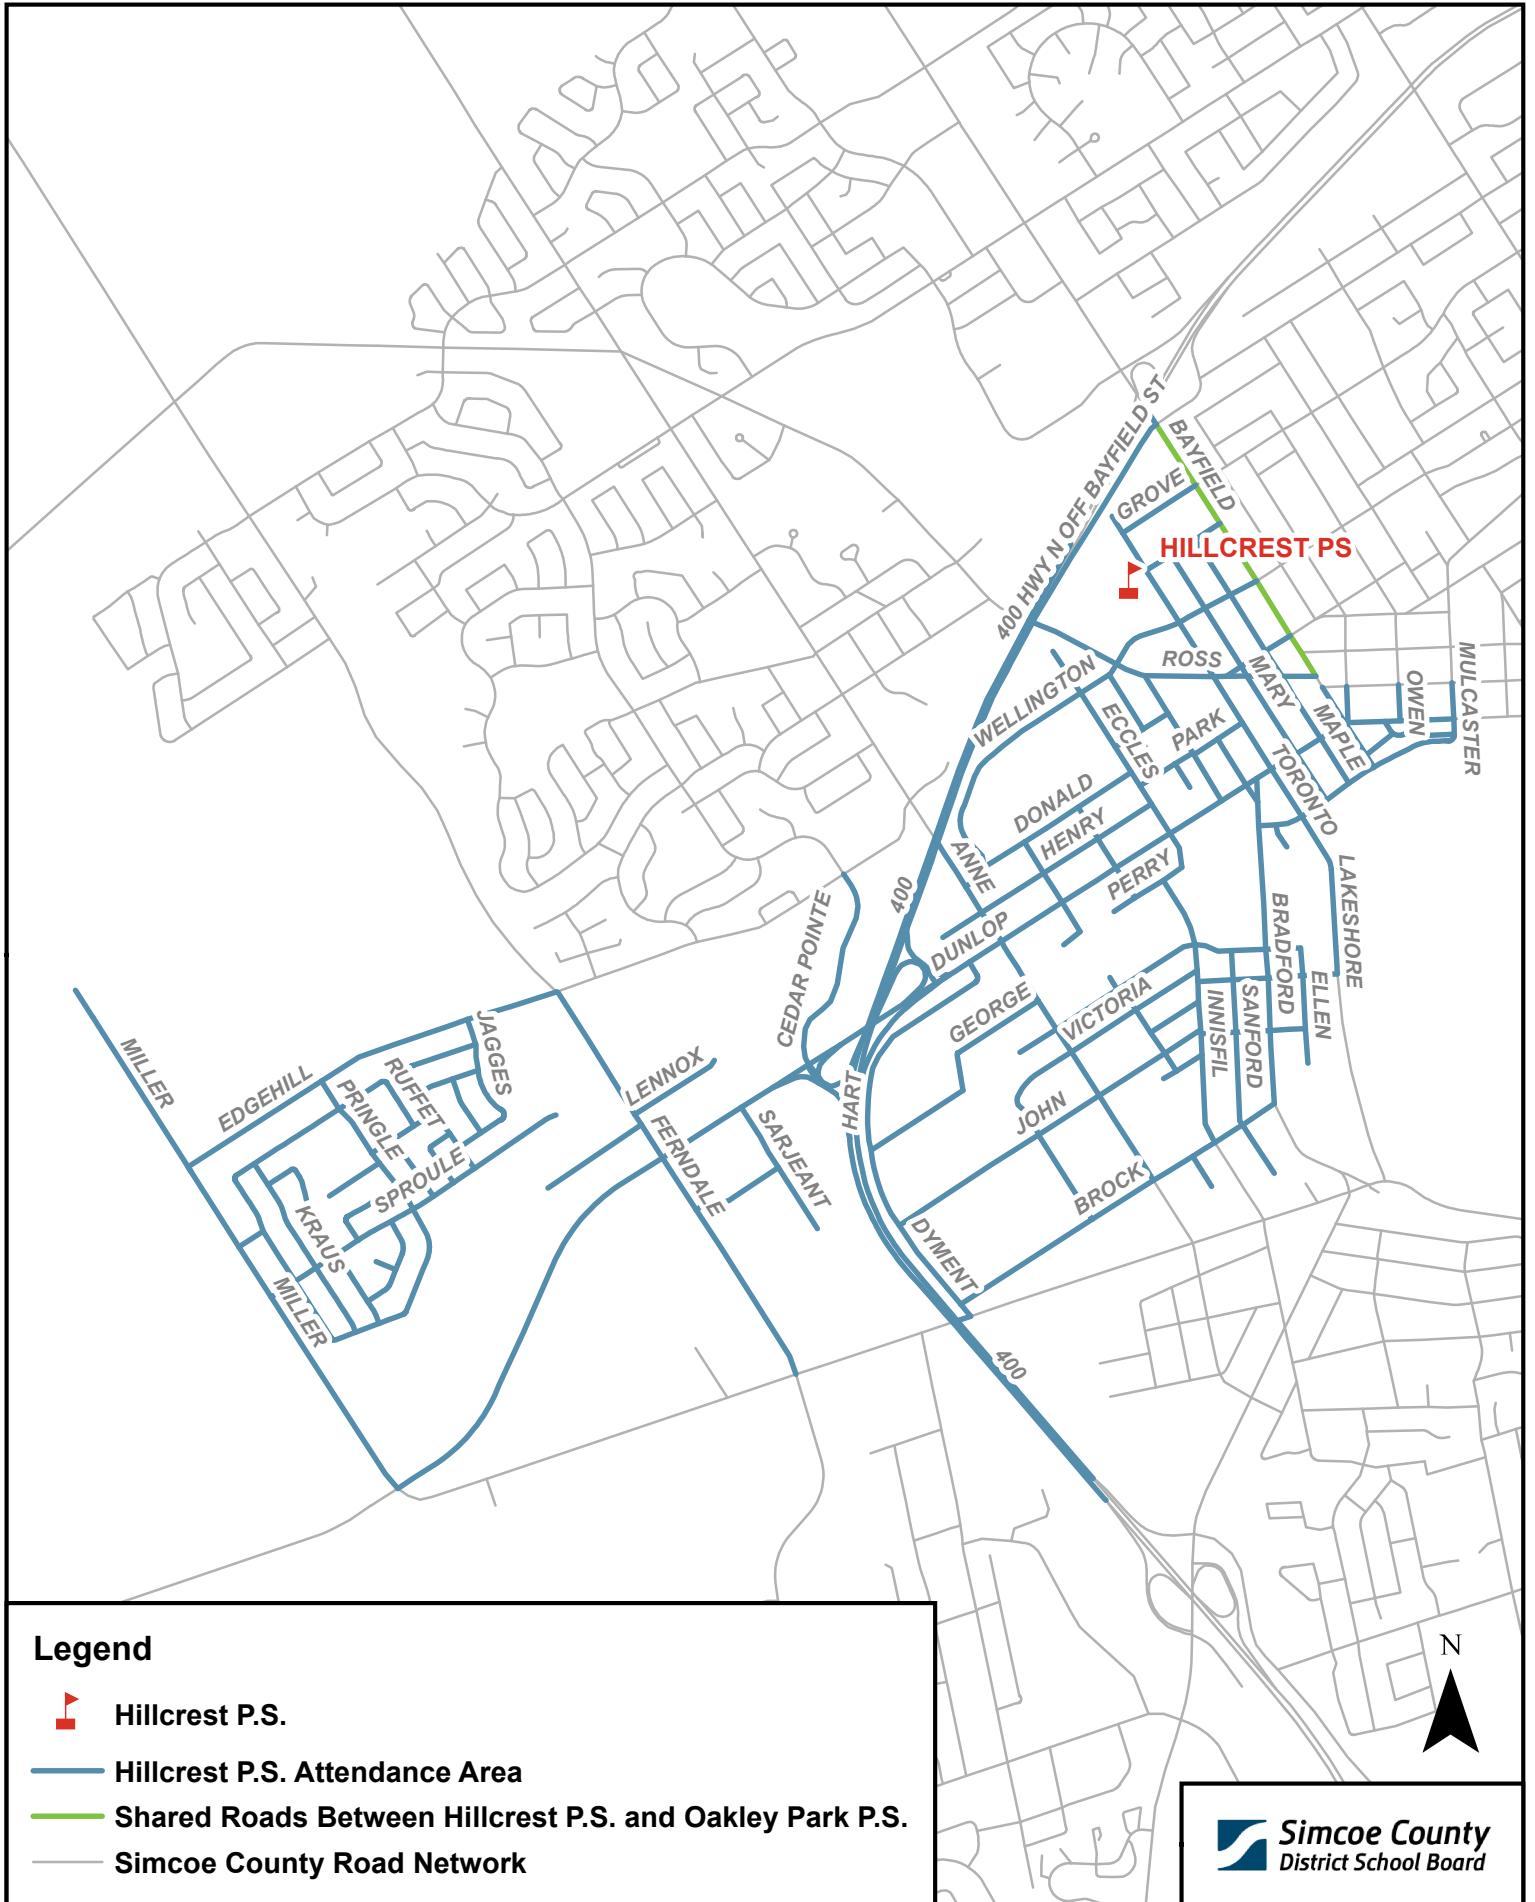 400 HWY N OFF BAYFIELD ST
BAYFIELD
GROVE
HILLCREST PS
ROSS
WELLINGTON
MARY
OWEN
MULCASTER
ECCLES
PARK
MAPLE
TORONTO
DONALD
HENRY
ANNE
PERRY
LAKESHORE
400
CEDAR POINTE
DUNLOP
BRADFORD
GEORGE
VICTORIA
INNISFIL
SANFORD
ELLEN
MILLER
EDGEHILL
JAGGES
RUFFET
PRINGLE
LENNOX
HART
SPROULE
FERNDALE
SARJEANT
JOHN
BROCK
KRAUS
DYMENT
MILLER
400
N
Legend
Hillcrest P.S.
Hillcrest P.S. Attendance Area
Shared Roads Between Hillcrest P.S. and Oakley Park P.S.
Simcoe County Road Network
Simcoe County
District School Board